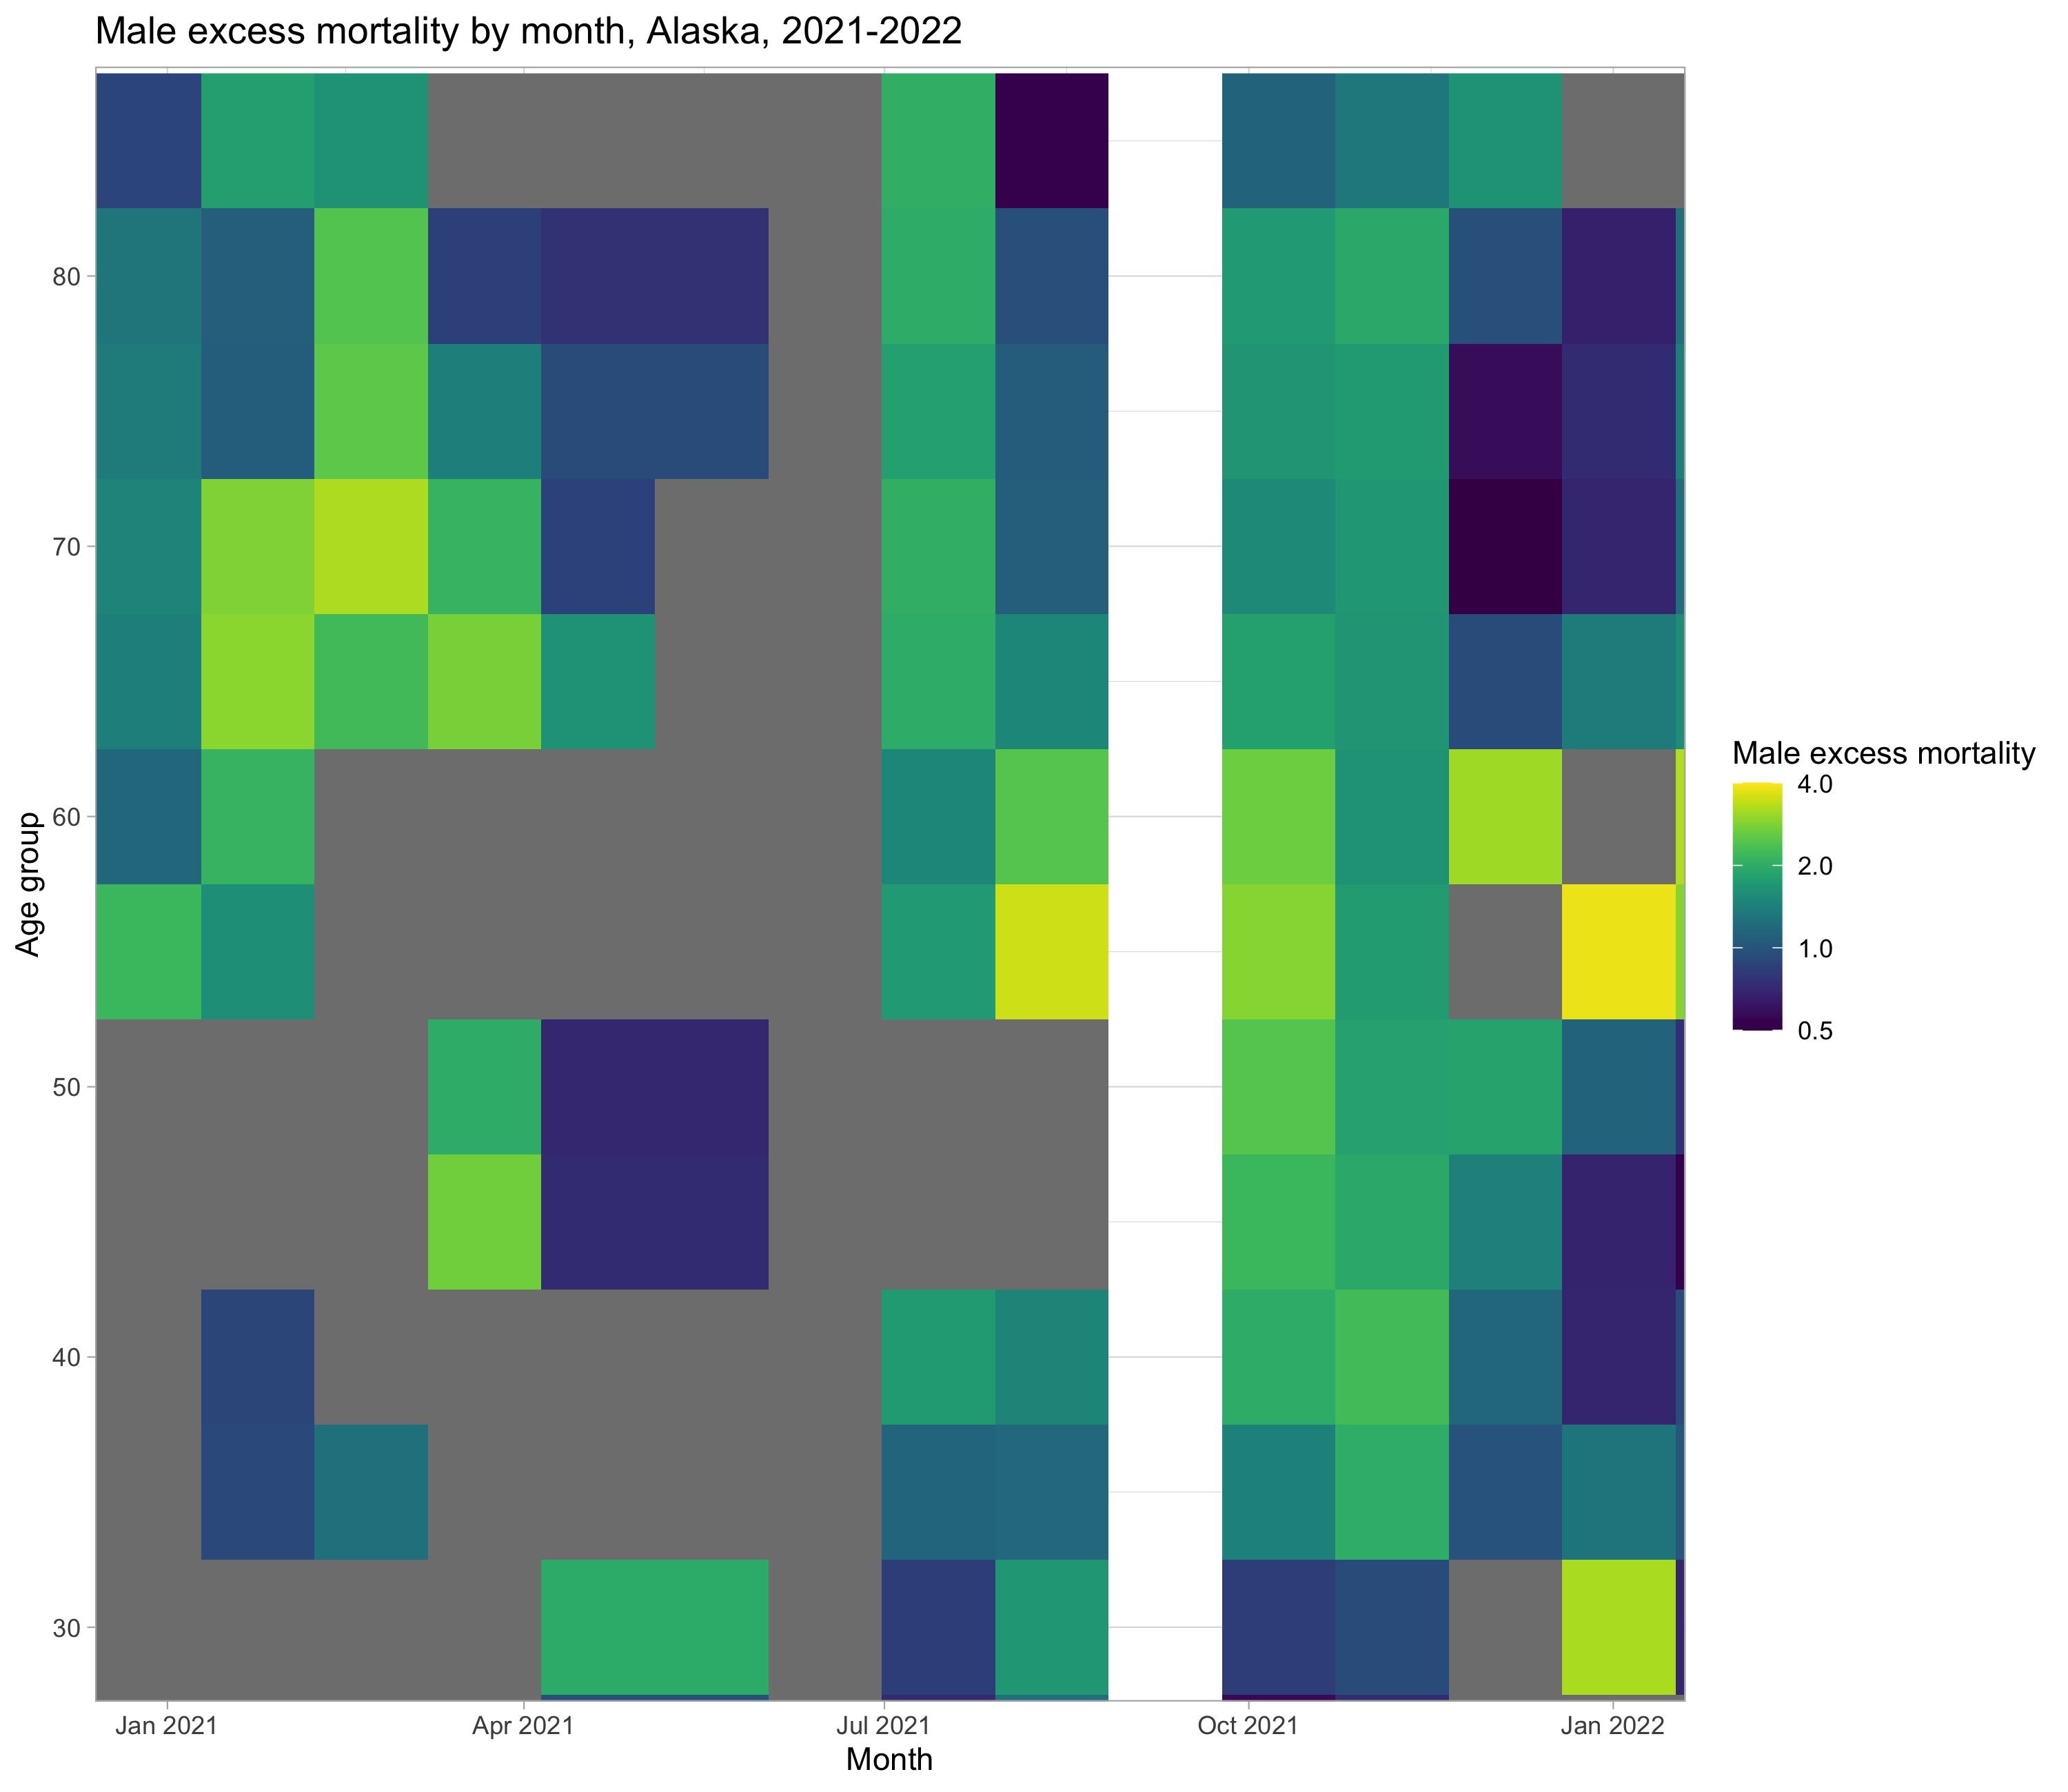 Male excess mortality by month, Alaska, 2021-2022
80
70
60
50
40
30
Age group
Jan 2021
Apr 2021
Jul 2021
Oct 2021
Jan 2022
Month
Male excess mortality
4.0
2.0
1.0
0.5